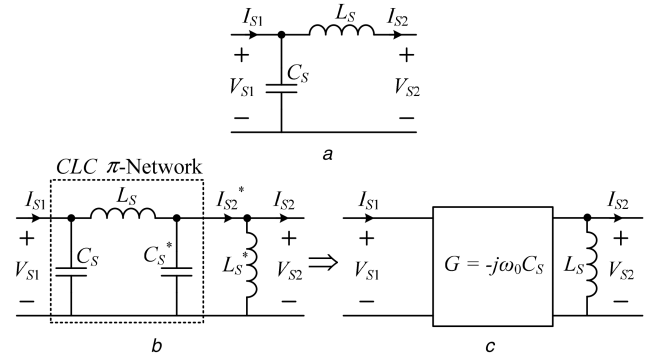 I_S1 L_S I_S2
+ +
V_S1 C_S V_S2
− −
a
CLC π-Network
I_S1 L_S I_S2* I_S2 I_S1 I_S2
+ + + +
V_S1 C_S C_S* L_S* V_S2 ⇒ V_S1 G = -jω₀C_S L_S V_S2
− − − −
b c